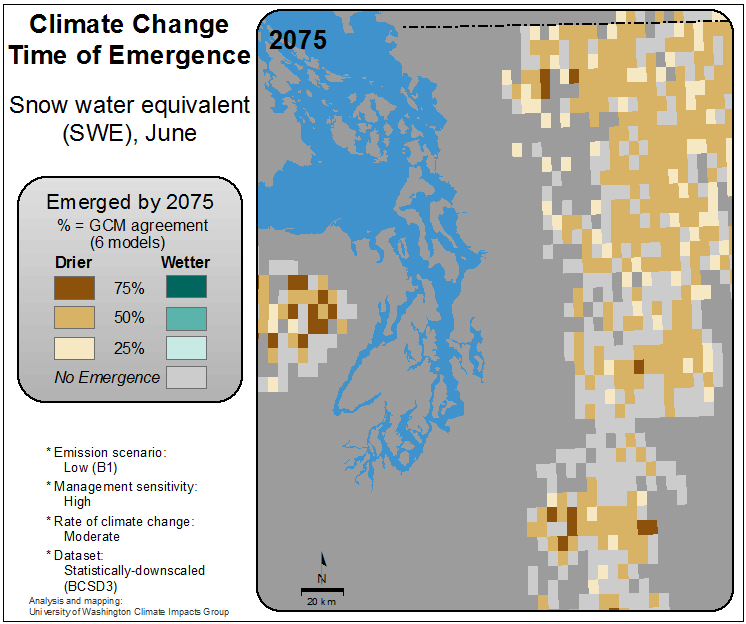 Climate Change
Time of Emergence
Snow water equivalent
(SWE), June
Emerged by 2075
% = GCM agreement
(6 models)
Drier Wetter
75%
50%
25%
No Emergence
* Emission scenario:
Low (B1)
* Management sensitivity:
High
* Rate of climate change:
Moderate
* Dataset:
Statistically-downscaled
(BCSD3)
Analysis and mapping:
University of Washington Climate Impacts Group
2075
N
20 km